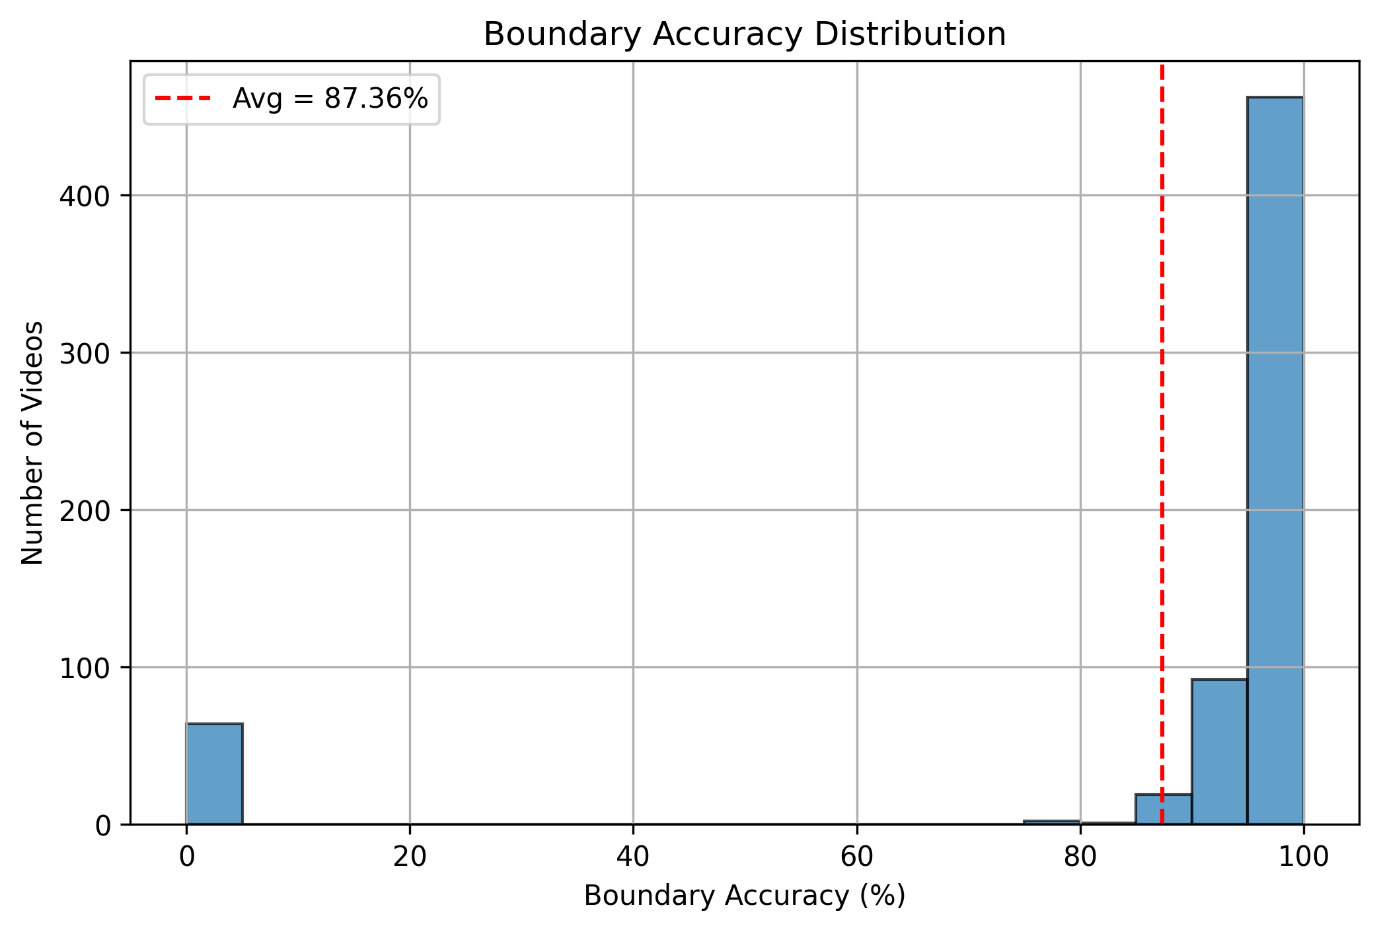 Boundary Accuracy Distribution
Avg = 87.36%
Number of Videos
400
300
200
100
0
0 20 40 60 80 100
Boundary Accuracy (%)